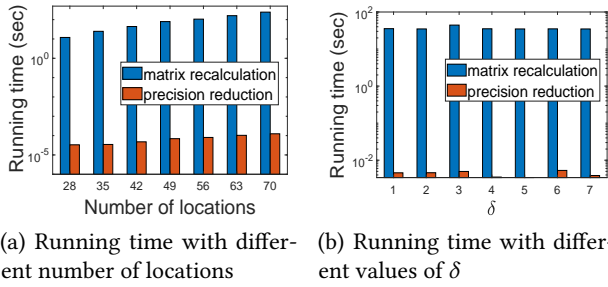 (a)
Running time (sec)
10^0
10^-5
matrix recalculation
precision reduction
28 35 42 49 56 63 70
Number of locations
(b)
Running time (sec)
10^2
10^0
10^-2
matrix recalculation
precision reduction
1 2 3 4 5 6 7
δ
(a) Running time with differ-
ent number of locations
(b) Running time with differ-
ent values of δ